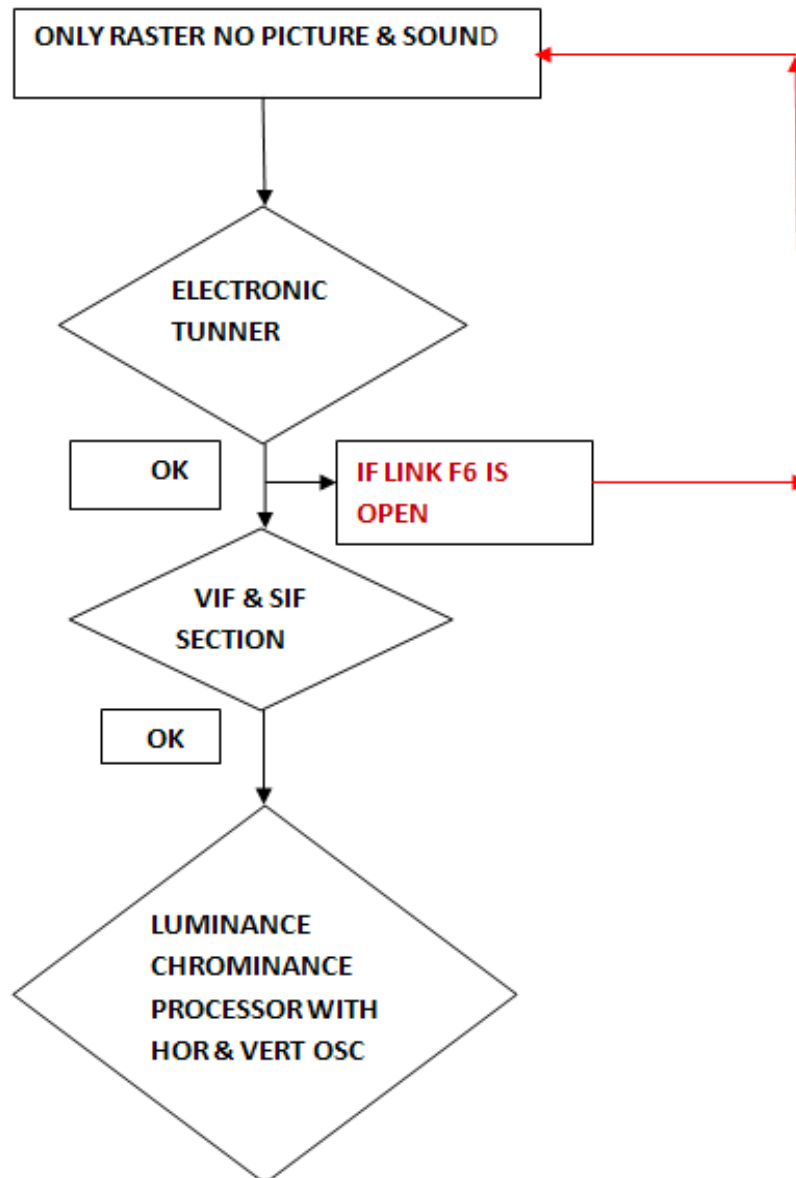 ONLY RASTER NO PICTURE & SOUND
ELECTRONIC
TUNNER
OK
IF LINK F6 IS
OPEN
VIF & SIF
SECTION
OK
LUMINANCE
CHROMINANCE
PROCESSOR WITH
HOR & VERT OSC